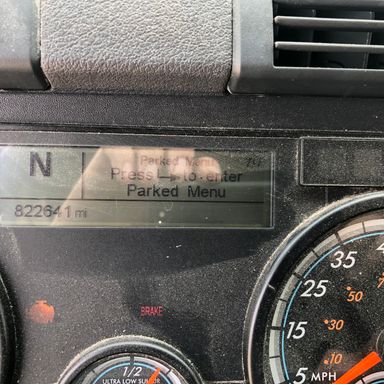 N
Parked Menu
Press to enter
Parked Menu
822641 mi
BRAKE
1/2
ULTRA LOW
35
25
50
15
30
10
5 MPH